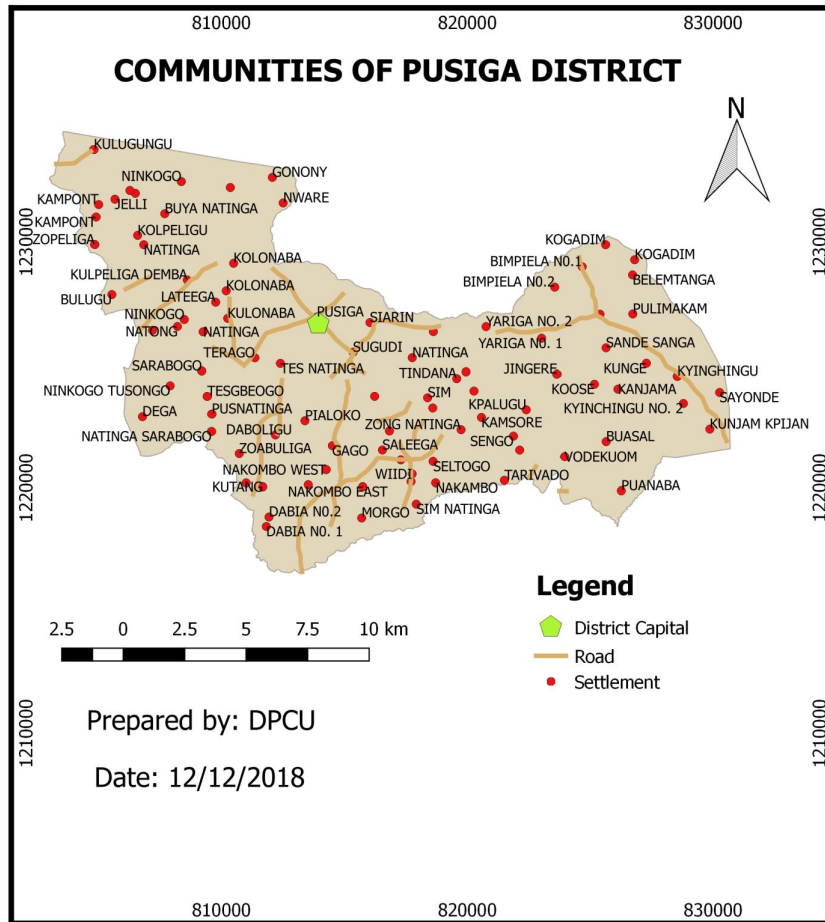 810000 820000 830000
COMMUNITIES OF PUSIGA DISTRICT
N
KULUGUNGU
GONONY
NINKOGO
NWARE
KAMPONT
JELLI
BUYA NATINGA
KAMPONT
KOLPELIGU
ZOPELIGA
NATINGA
1230000
1230000
KOGADIM
KOGADIM
KOLONABA
BIMPIELA N0.1
KULPELIGA DEMBA
BELEMTANGA
BIMPIELA N0.2
BULUGU
LATEEGA
KOLONABA
PUSIGA
SIARIN
PULIMAKAM
NINKOGO
KULONABA
YARIGA NO. 2
NATONG
NATINGA
YARIGA N0. 1
SANDE SANGA
TERAGO
SUGUDI
NATINGA
SARABOGO
TES NATINGA
TINDANA
JINGERE
KUNGE
KYINGHINGU
NINKOGO TUSONGO
TESGBEOGO
SIM
KOOSE
KANJAMA
SAYONDE
DEGA
PUSNATINGA
PIALOKO
KPALUGU
KYINCHINGU NO. 2
NATINGA SARABOGO
DABOLIGU
ZONG NATINGA
KAMSORE
KUNJAM KPIJAN
ZOABULIGA
GAGO
SALEEGA
SENGO
BUASAL
NAKOMBO WEST
WIIDI
SELTOGO
TARIVADO
VODEKUOM
KUTANG
NAKOMBO EAST
NAKAMBO
PUANABA
1220000
1220000
DABIA N0.2
MORGO
SIM NATINGA
DABIA N0. 1
Legend
District Capital
Road
Settlement
2.5 0 2.5 5 7.5 10 km
Prepared by: DPCU
Date: 12/12/2018
1210000
1210000
810000 820000 830000